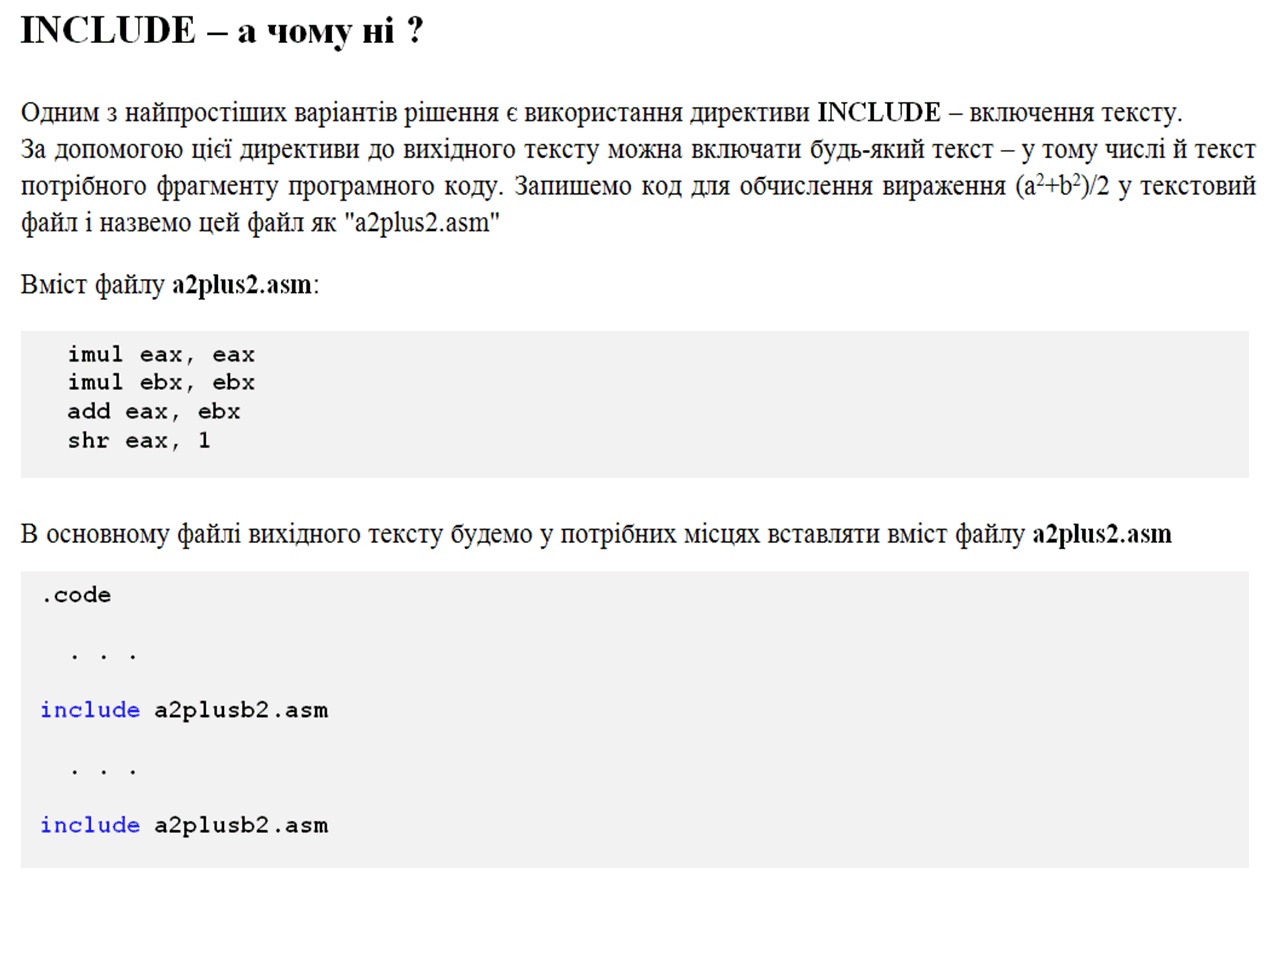 INCLUDE – а чому ні ?
Одним з найпростіших варіантів рішення є використання директиви INCLUDE – включення тексту.
За допомогою цієї директиви до вихідного тексту можна включати будь-який текст – у тому числі й текст
потрібного фрагменту програмного коду. Запишемо код для обчислення вираження (a²+b²)/2 у текстовий
файл і назвемо цей файл як "a2plus2.asm"
Вміст файлу a2plus2.asm:
imul eax, eax
imul ebx, ebx
add eax, ebx
shr eax, 1
В основному файлі вихідного тексту будемо у потрібних місцях вставляти вміст файлу a2plus2.asm
.code
. . .
include a2plusb2.asm
. . .
include a2plusb2.asm